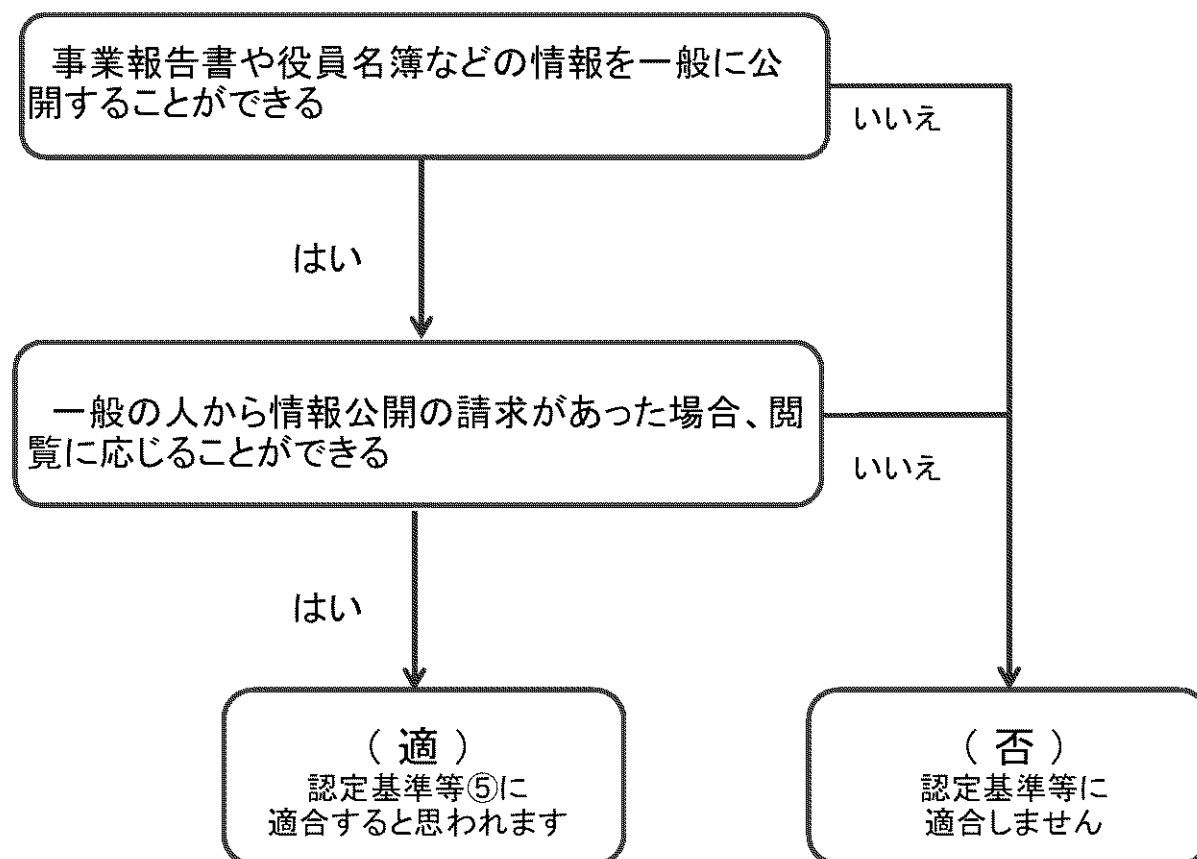 事業報告書や役員名簿などの情報を一般に公
開することができる
いいえ
はい
一般の人から情報公開の請求があった場合、閲
覧に応じることができる
いいえ
はい
（ 適 ）
認定基準等⑤に
適合すると思われます
（ 否 ）
認定基準等に
適合しません